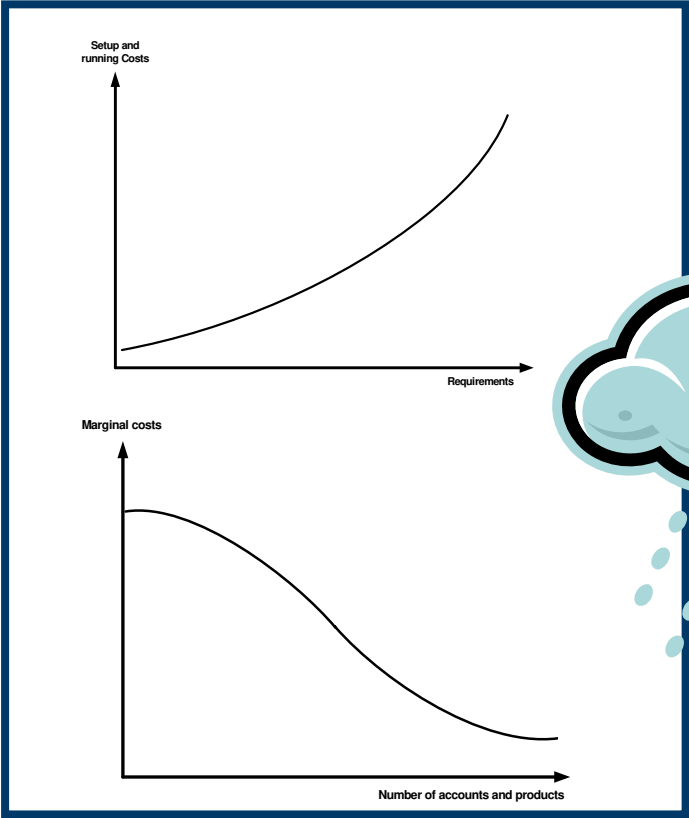 Setup and
running Costs
Requirements
Marginal costs
Number of accounts and products